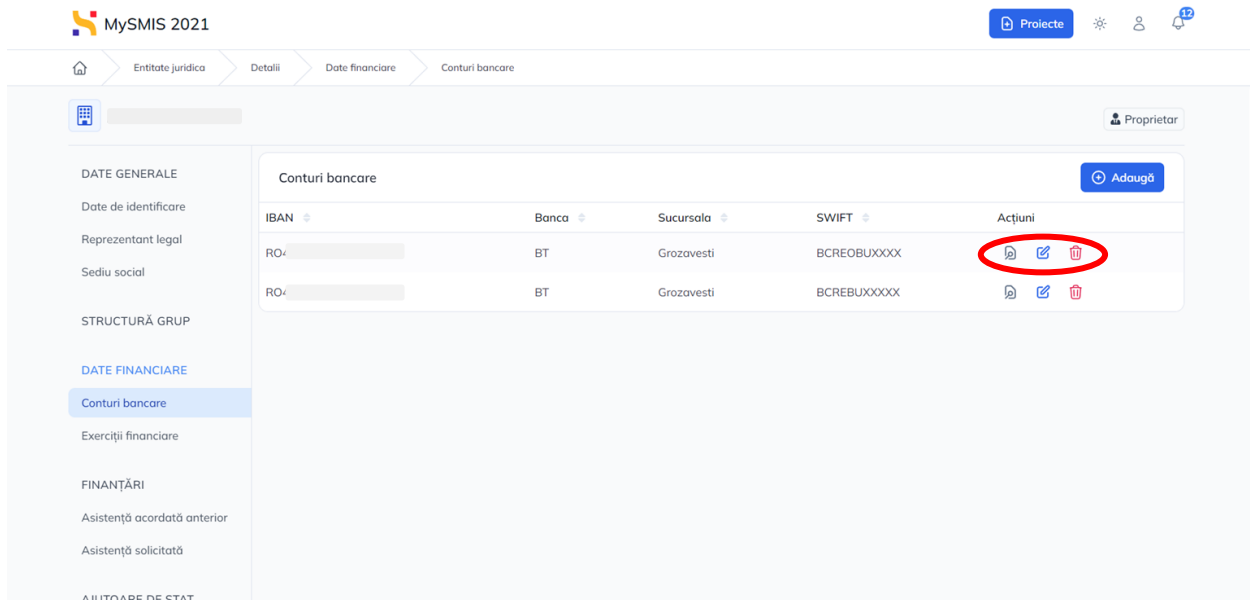 MySMIS 2021
Proiecte
12
Entitate juridica
Detalii
Date financiare
Conturi bancare
Proprietar
DATE GENERALE
Date de identificare
Reprezentant legal
Sediu social
STRUCTURĂ GRUP
DATE FINANCIARE
Conturi bancare
Exerciții financiare
FINANȚĂRI
Asistență acordată anterior
Asistență solicitată
AJUTOARE DE STAT
Conturi bancare
Adaugă
IBAN Banca Sucursala SWIFT Acțiuni
RO4 BT Grozavesti BCREOBUXXXX
RO4 BT Grozavesti BCREBUXXXXX